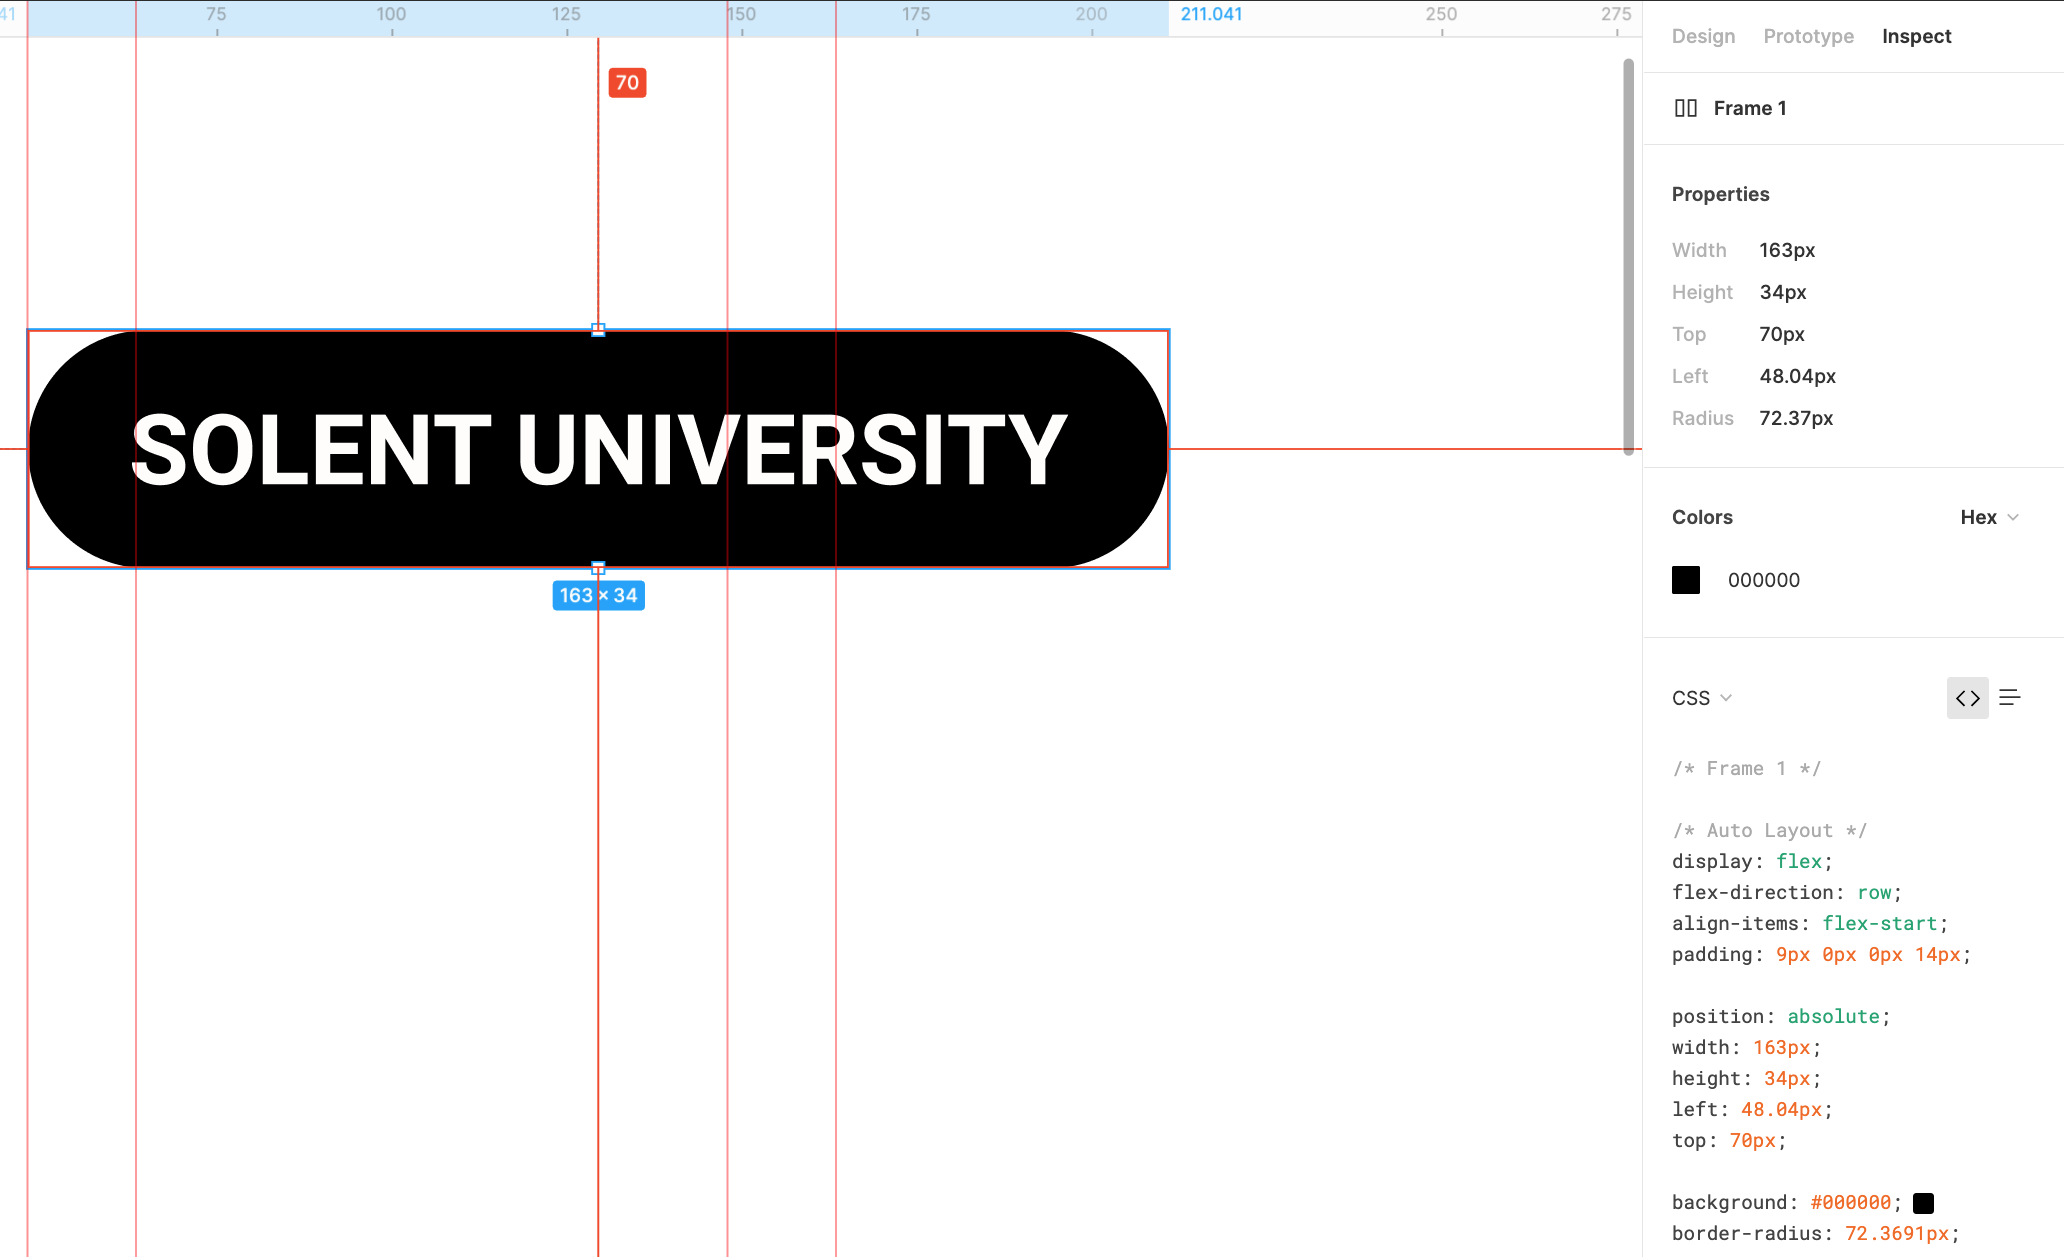 41 75 100 125 150 175 200 211.041 250 275
70
SOLENT UNIVERSITY
163 × 34
Design Prototype Inspect
Frame 1
Properties
Width 163px
Height 34px
Top 70px
Left 48.04px
Radius 72.37px
Colors Hex
000000
CSS <>
/* Frame 1 */
/* Auto Layout */
display: flex;
flex-direction: row;
align-items: flex-start;
padding: 9px 0px 0px 14px;
position: absolute;
width: 163px;
height: 34px;
left: 48.04px;
top: 70px;
background: #000000;
border-radius: 72.3691px;